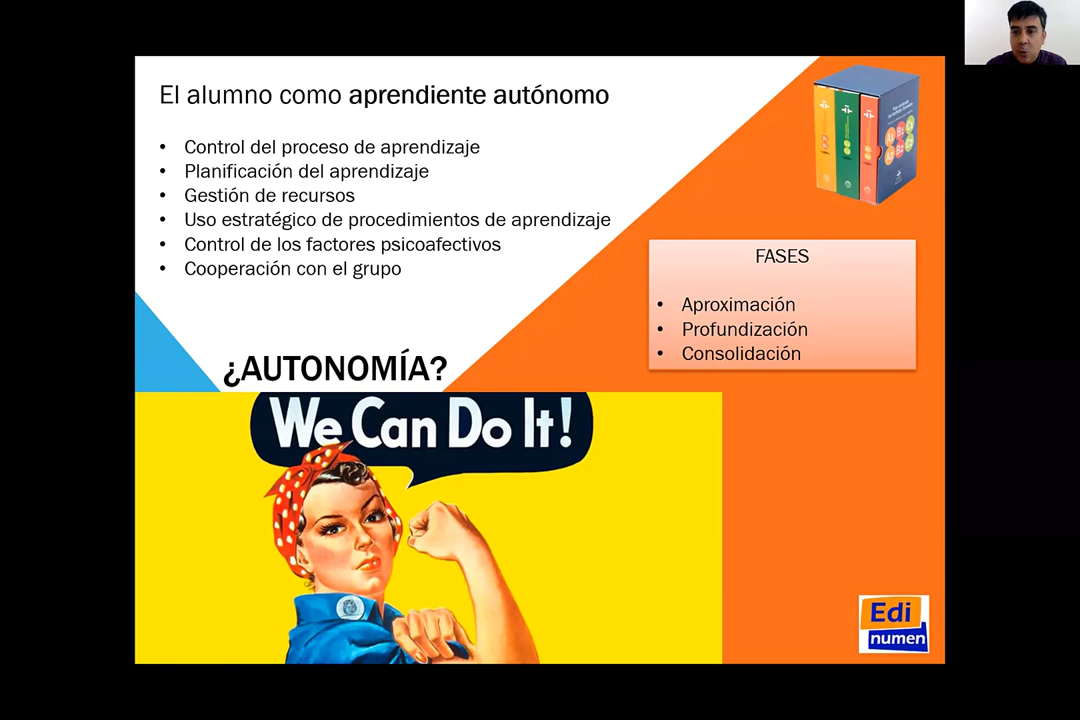 El alumno como aprendiente autónomo
• Control del proceso de aprendizaje
• Planificación del aprendizaje
• Gestión de recursos
• Uso estratégico de procedimientos de aprendizaje
• Control de los factores psicoafectivos
• Cooperación con el grupo
FASES
• Aproximación
• Profundización
• Consolidación
¿AUTONOMÍA?
We Can Do It!
Edi
numen